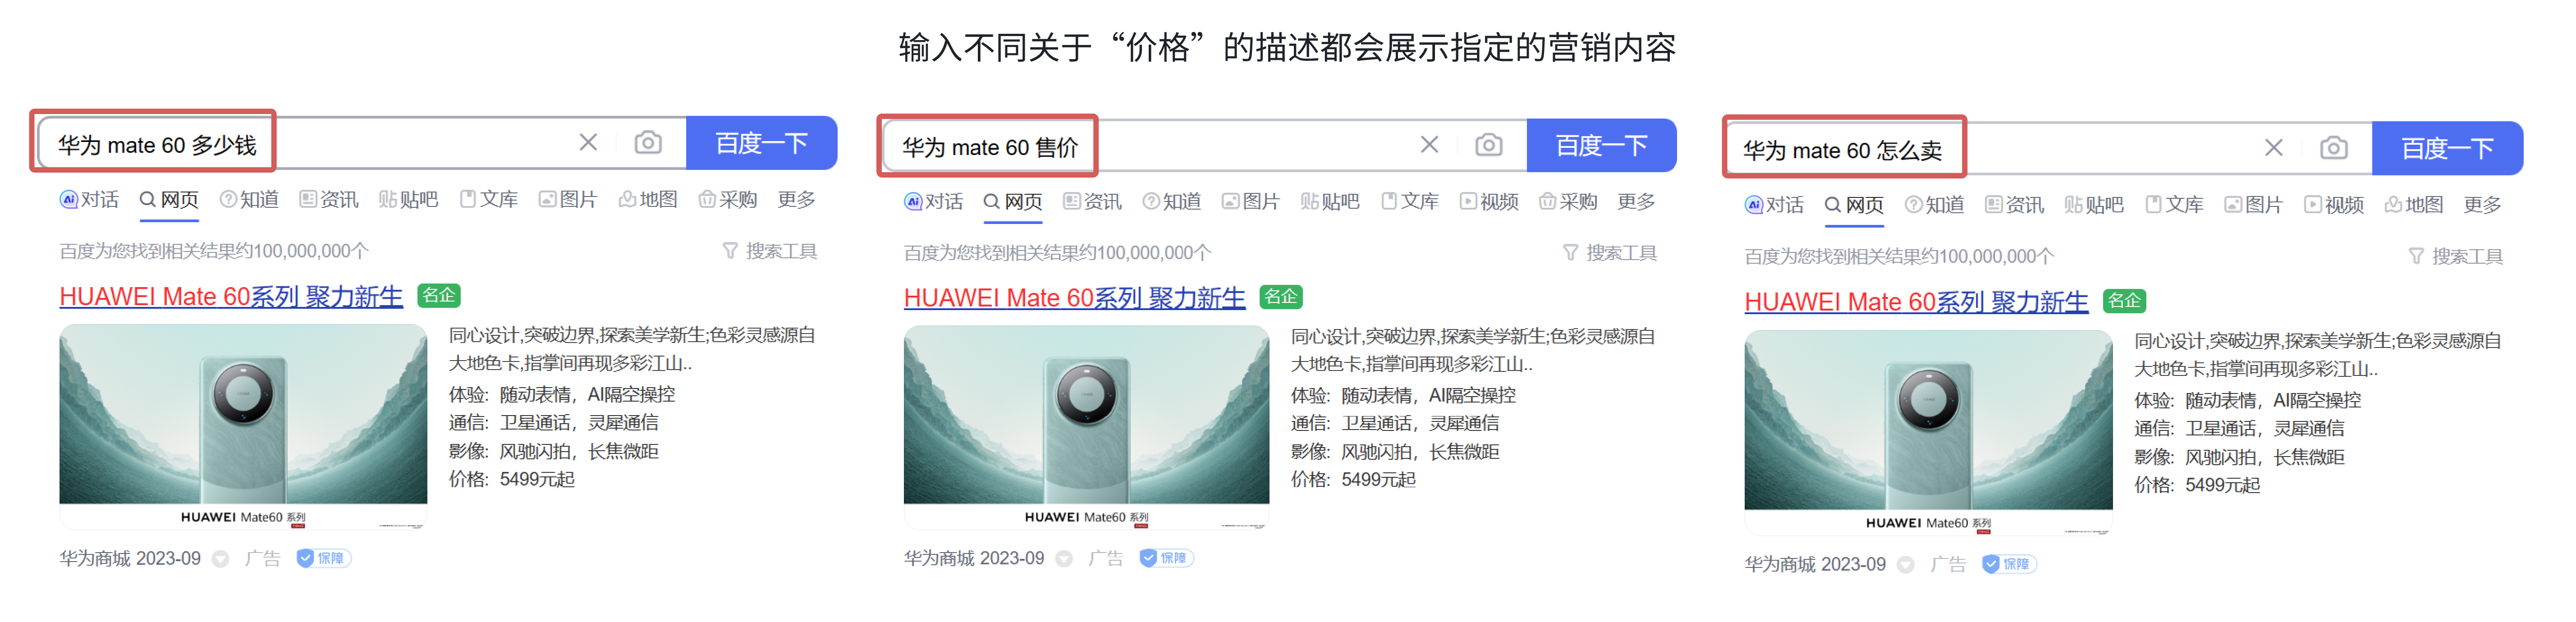 输入不同关于“价格”的描述都会展示指定的营销内容
华为 mate 60 多少钱
百度一下
Ai对话 网页 知道 资讯 贴吧 文库 图片 地图 采购 更多
百度为您找到相关结果约100,000,000个
搜索工具
HUAWEI Mate 60系列 聚力新生 名企
同心设计,突破边界,探索美学新生;色彩灵感源自
大地色卡,指掌间再现多彩江山..
体验: 随动表情，AI隔空操控
通信: 卫星通话，灵犀通信
影像: 风驰闪拍，长焦微距
价格: 5499元起
HUAWEI Mate60 系列
华为商城 2023-09 广告 保障
华为 mate 60 售价
百度一下
Ai对话 网页 资讯 知道 图片 贴吧 文库 视频 采购 更多
百度为您找到相关结果约100,000,000个
搜索工具
HUAWEI Mate 60系列 聚力新生 名企
同心设计,突破边界,探索美学新生;色彩灵感源自
大地色卡,指掌间再现多彩江山..
体验: 随动表情，AI隔空操控
通信: 卫星通话，灵犀通信
影像: 风驰闪拍，长焦微距
价格: 5499元起
HUAWEI Mate60 系列
华为商城 2023-09 广告 保障
华为 mate 60 怎么卖
百度一下
Ai对话 网页 知道 资讯 贴吧 文库 图片 视频 地图 更多
百度为您找到相关结果约100,000,000个
搜索工具
HUAWEI Mate 60系列 聚力新生 名企
同心设计,突破边界,探索美学新生;色彩灵感源自
大地色卡,指掌间再现多彩江山..
体验: 随动表情，AI隔空操控
通信: 卫星通话，灵犀通信
影像: 风驰闪拍，长焦微距
价格: 5499元起
HUAWEI Mate60 系列
华为商城 2023-09 广告 保障